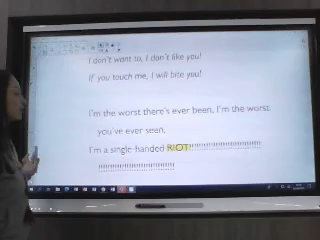 I don't want to, I don't like you!
If you touch me, I will bite you!
I'm the worst there's ever been, I'm the worst
you've ever seen,
I'm a single handed RIOT!!!!!!!!!!!!!!!!!!!!!!!!!!!!!!
!!!!!!!!!!!!!!!!!!!!!!!!!!!!!!!!